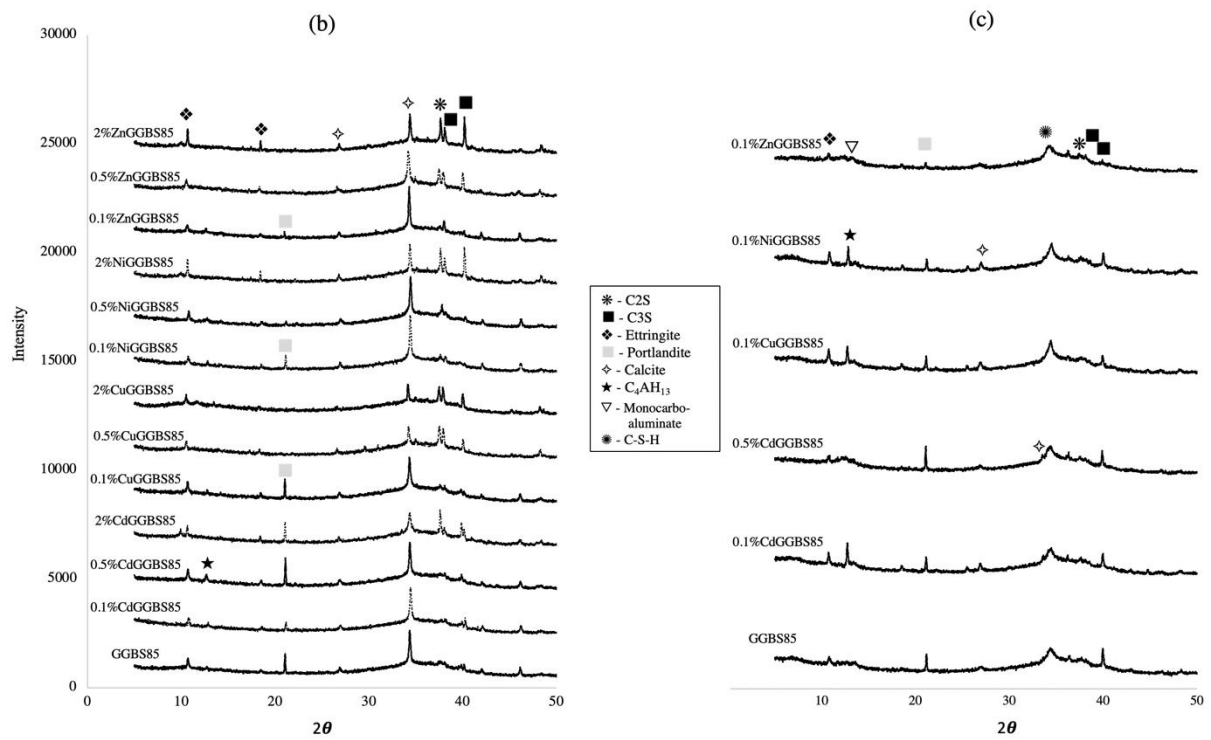 (b)
30000
25000
20000
15000
10000
5000
0
Intensity
2%ZnGGBS85
0.5%ZnGGBS85
0.1%ZnGGBS85
2%NiGGBS85
0.5%NiGGBS85
0.1%NiGGBS85
2%CuGGBS85
0.5%CuGGBS85
0.1%CuGGBS85
2%CdGGBS85
0.5%CdGGBS85
0.1%CdGGBS85
GGBS85
0 10 20 30 40 50
2θ
- C2S
- C3S
- Ettringite
- Portlandite
- Calcite
- C₄AH₁₃
- Monocarbo-
aluminate
- C-S-H
(c)
0.1%ZnGGBS85
0.1%NiGGBS85
0.1%CuGGBS85
0.5%CdGGBS85
0.1%CdGGBS85
GGBS85
10 20 30 40 50
2θ